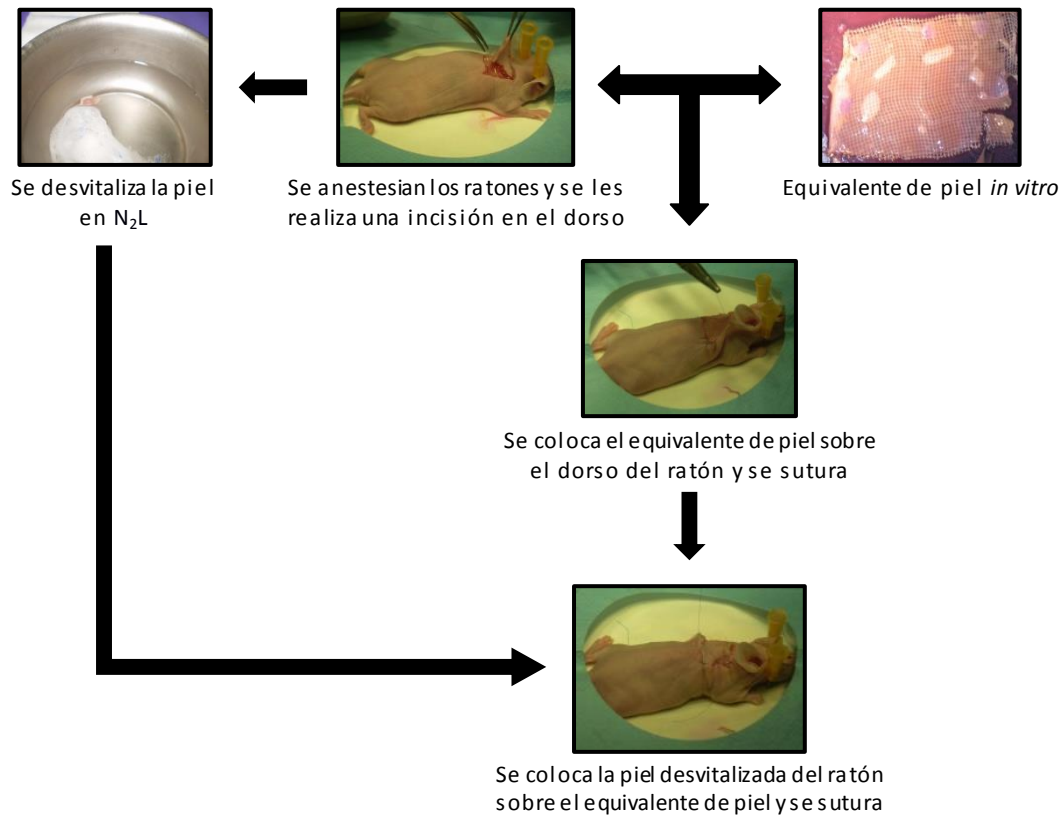 Se desvitaliza la piel
en N₂L
Se anestesian los ratones y se les
realiza una incisión en el dorso
Equivalente de piel in vitro
Se coloca el equivalente de piel sobre
el dorso del ratón y se sutura
Se coloca la piel desvitalizada del ratón
sobre el equivalente de piel y se sutura